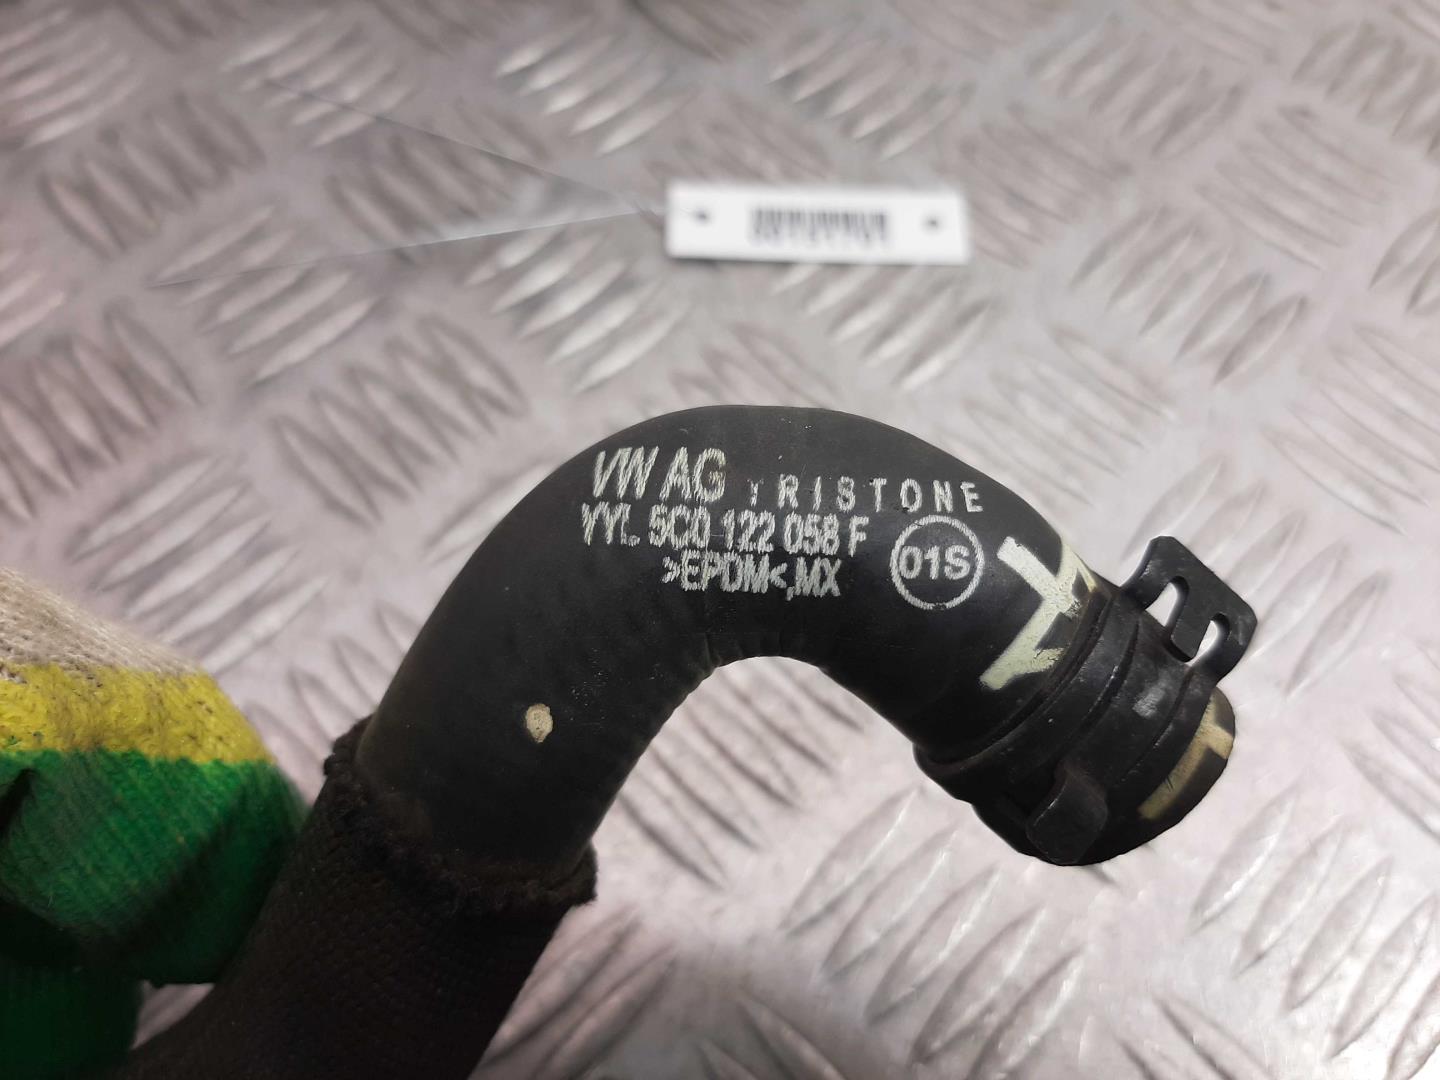 VW AG TRISTONE
YYL 5C0 122 058 F
>EPDM<,MX
01S